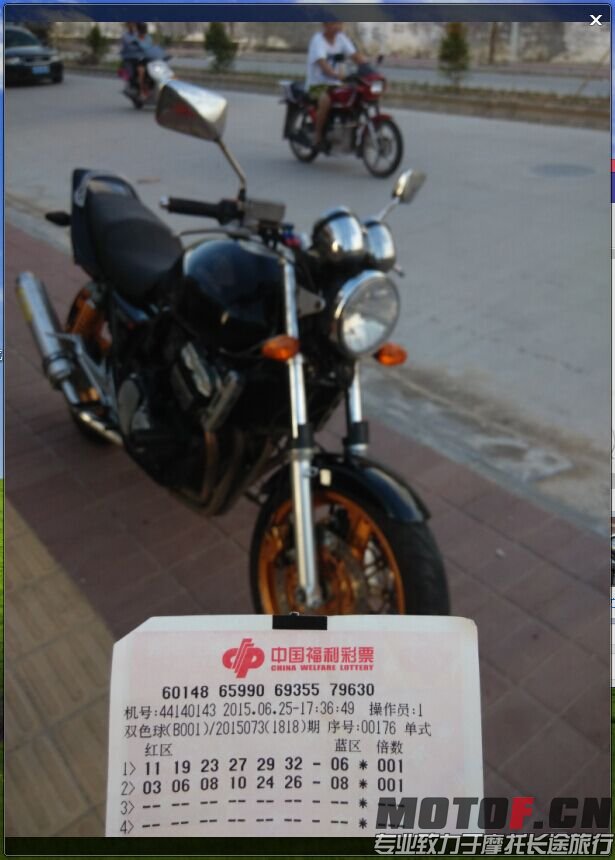 中国福利彩票
CHINA WELFARE LOTTERY
60148 65990 69355 79630
机号:44140143 2015.06.25-17:36:49 操作员:1
双色球(B001)/2015073(1818)期 序号:00176 单式
红区 蓝区 倍数
1> 11 19 23 27 29 32 - 06 * 001
2> 03 06 08 10 24 26 - 08 * 001
3> -- -- -- -- -- -- - -- * ---
4> -- -- -- -- -- -- - -- * ---
MOTOF.CN
专业致力于摩托长途旅行